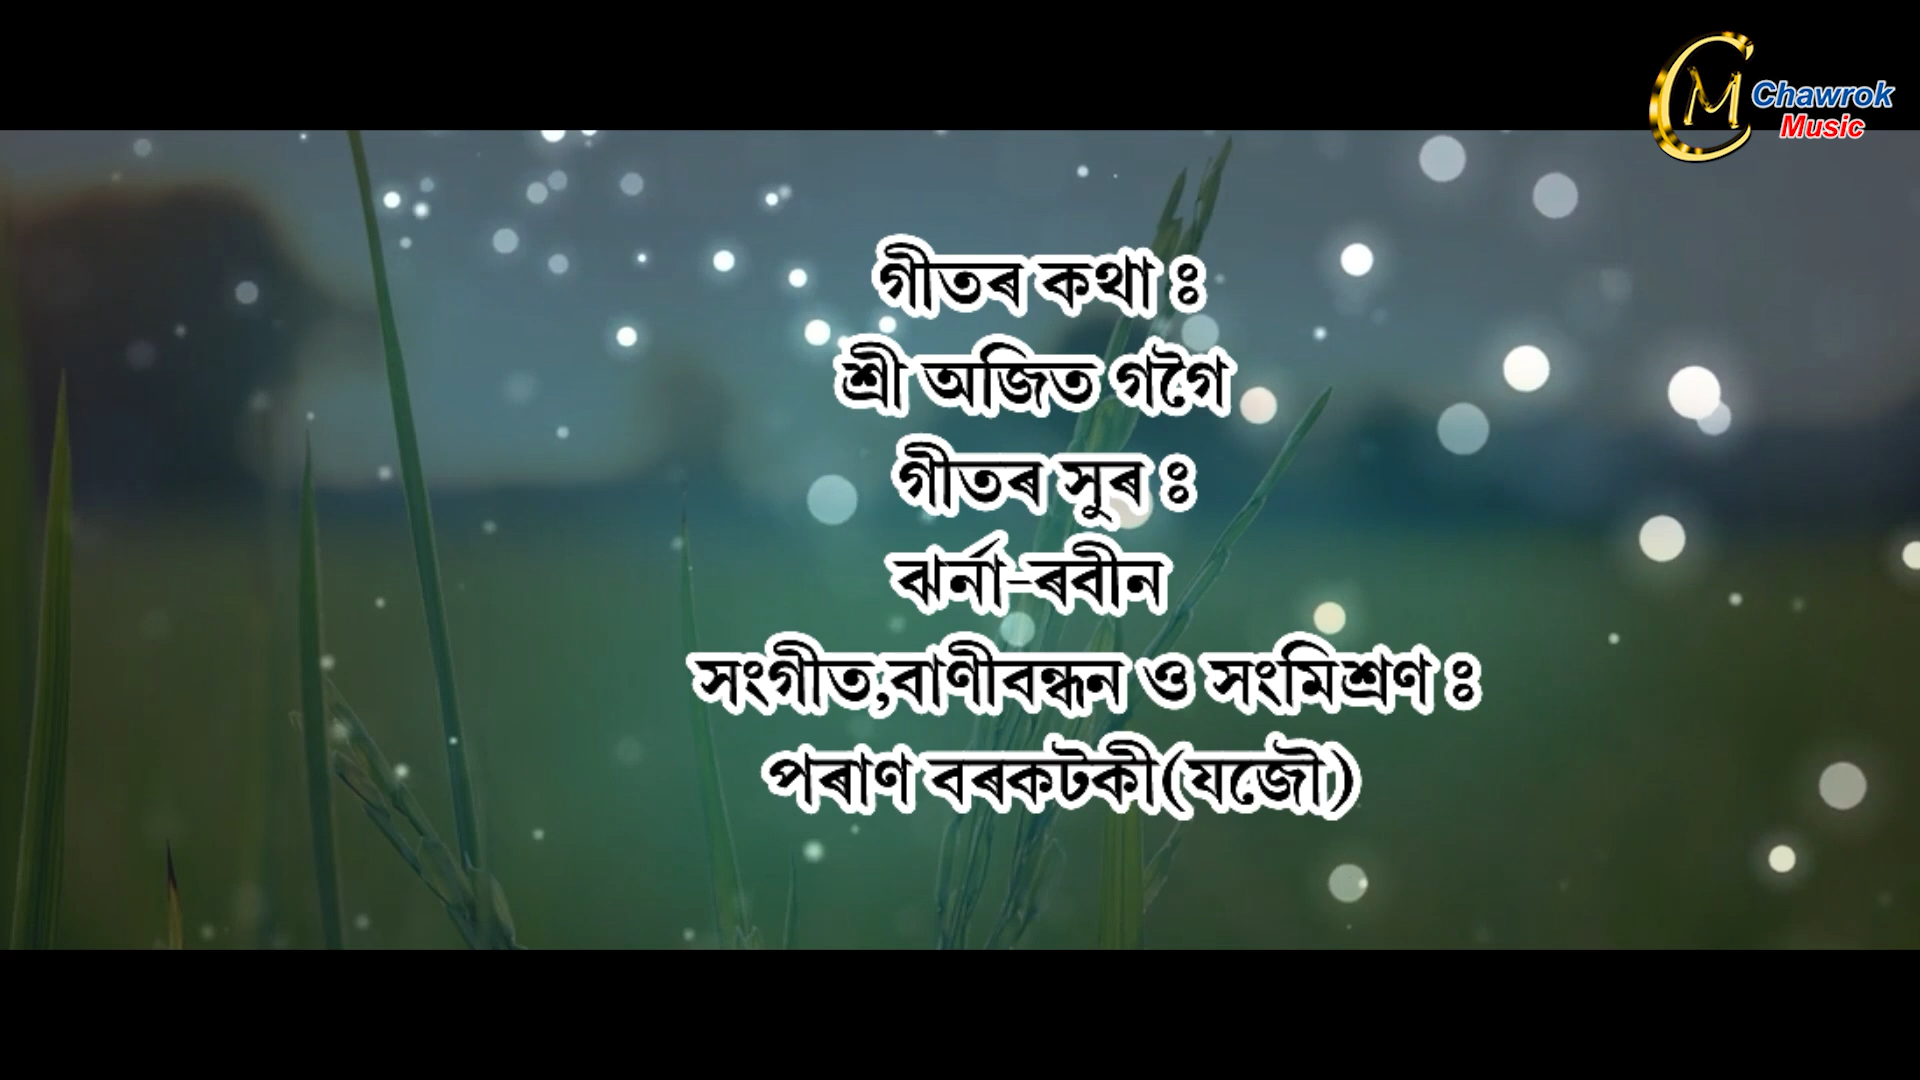 Chawrok
Music
গীতৰ কথা ঃ
শ্ৰী অজিত গগৈ
গীতৰ সুৰ ঃ
ঝৰ্না-ৰবীন
সংগীত,বাণীবন্ধন ও সংমিশ্ৰণ ঃ
পৰাণ বৰকটকী(যজৌ)